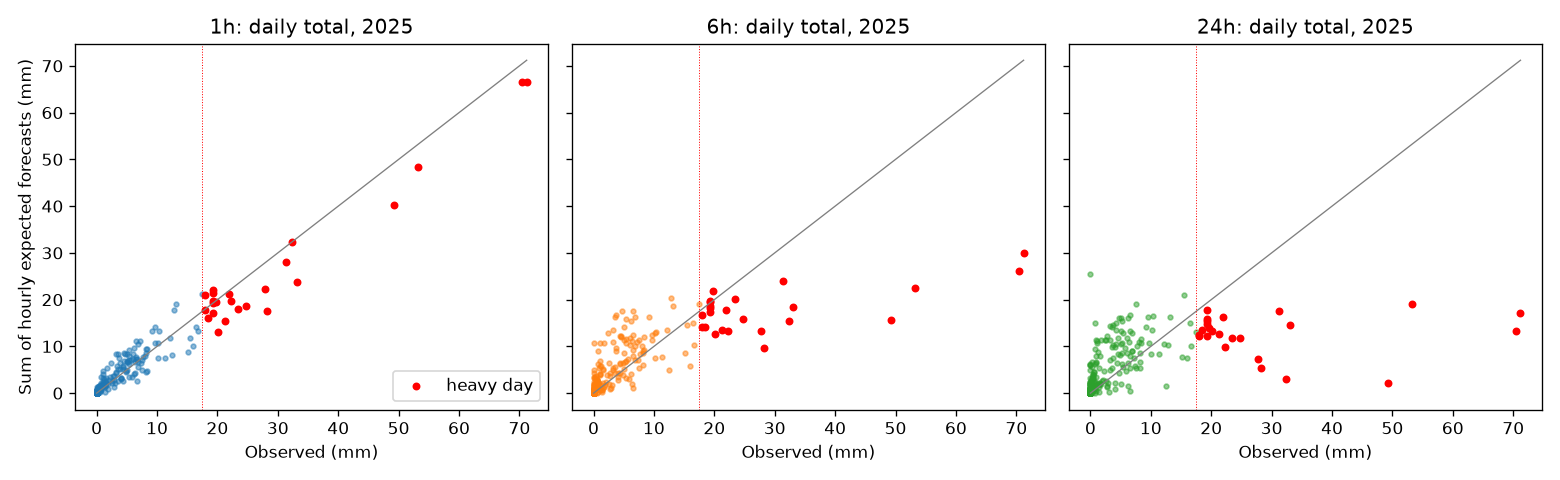 1h: daily total, 2025
6h: daily total, 2025
24h: daily total, 2025
Sum of hourly expected forecasts (mm)
70
60
50
40
30
20
10
0
heavy day
0 10 20 30 40 50 60 70
0 10 20 30 40 50 60 70
0 10 20 30 40 50 60 70
Observed (mm)
Observed (mm)
Observed (mm)